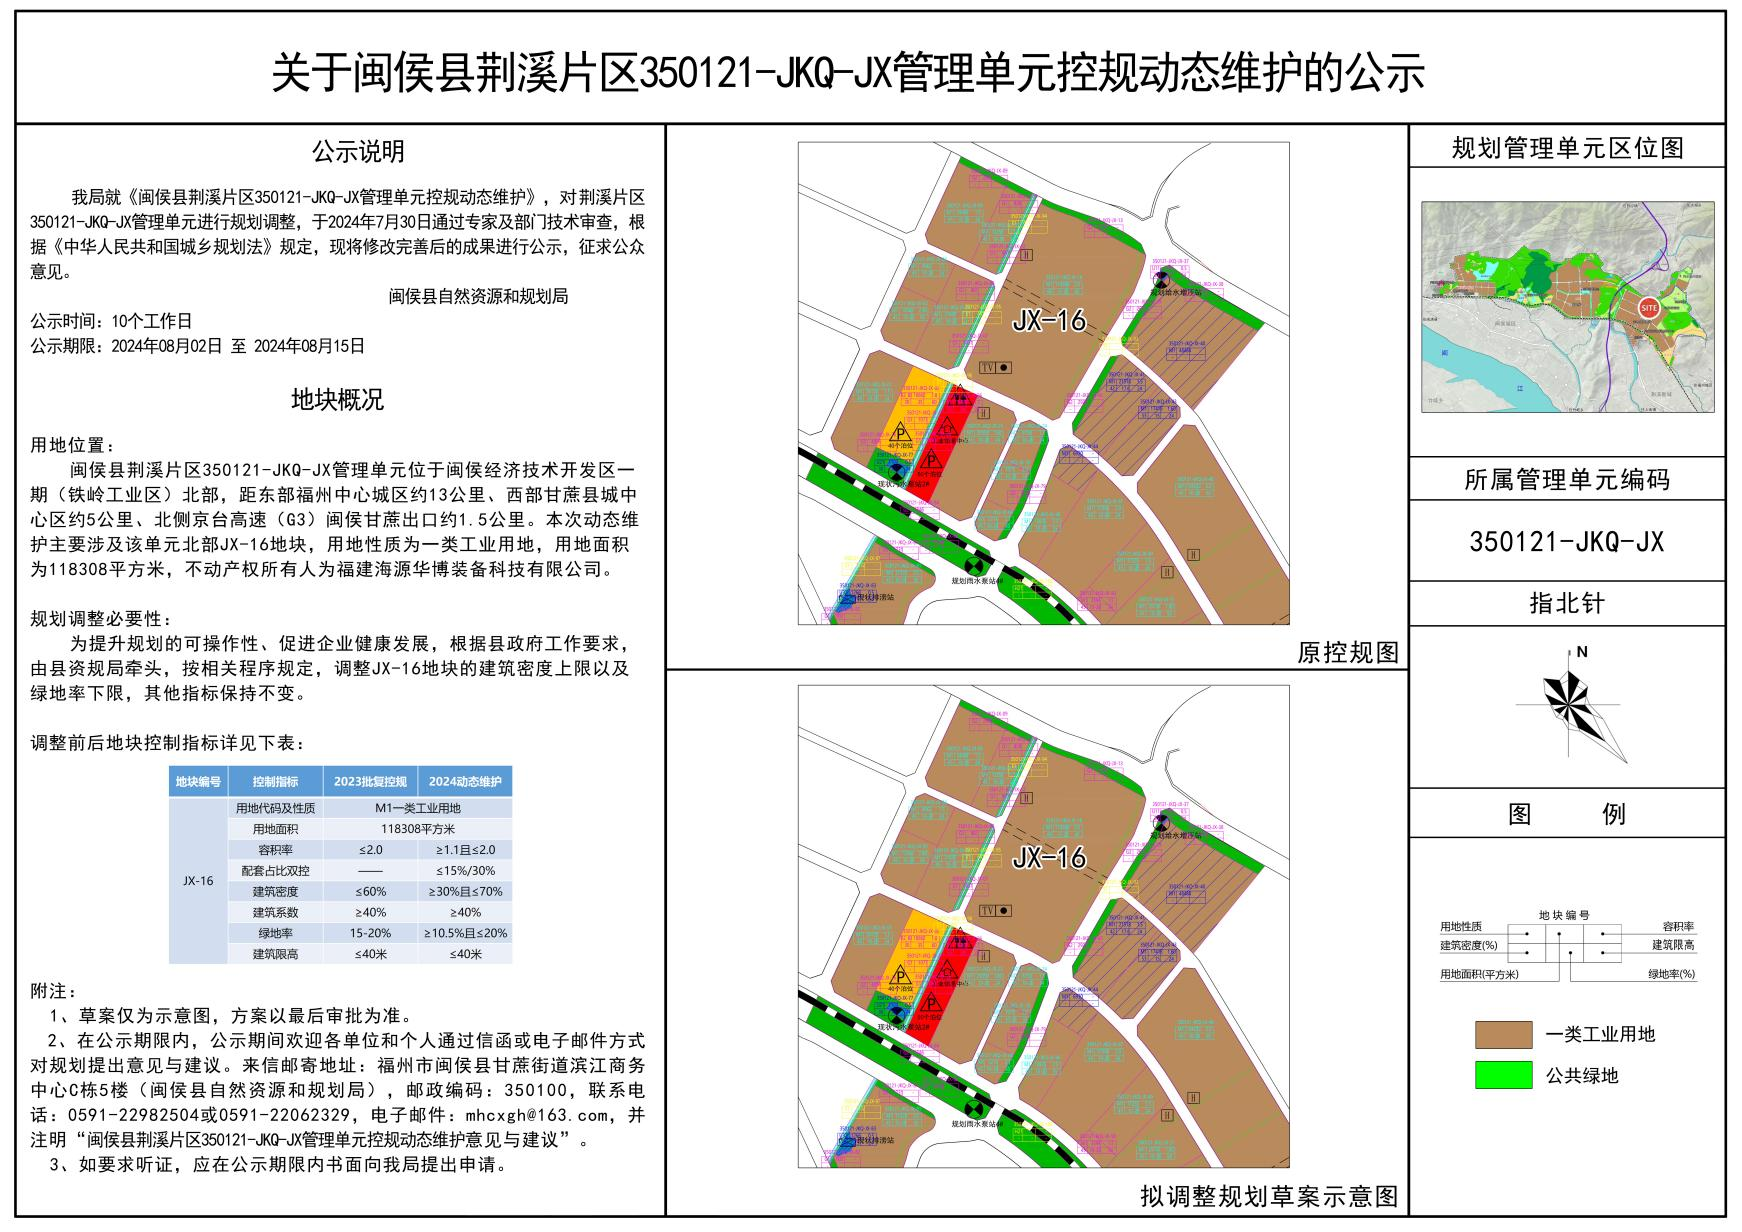 关于闽侯县荆溪片区350121-JKQ-JX管理单元控规动态维护的公示
公示说明
我局就《闽侯县荆溪片区350121-JKQ-JX管理单元控规动态维护》，对荆溪片区
350121-JKQ-JX管理单元进行规划调整，于2024年7月30日通过专家及部门技术审查，根
据《中华人民共和国城乡规划法》规定，现将修改完善后的成果进行公示，征求公众
意见。
闽侯县自然资源和规划局
公示时间：10个工作日
公示期限：2024年08月02日 至 2024年08月15日
地块概况
用地位置：
闽侯县荆溪片区350121-JKQ-JX管理单元位于闽侯经济技术开发区一
期（铁岭工业区）北部，距东部福州中心城区约13公里、西部甘蔗县城中
心区约5公里、北侧京台高速（G3）闽侯甘蔗出口约1.5公里。本次动态维
护主要涉及该单元北部JX-16地块，用地性质为一类工业用地，用地面积
为118308平方米，不动产权所有人为福建海源华博装备科技有限公司。
规划调整必要性：
为提升规划的可操作性、促进企业健康发展，根据县政府工作要求，
由县资规局牵头，按相关程序规定，调整JX-16地块的建筑密度上限以及
绿地率下限，其他指标保持不变。
调整前后地块控制指标详见下表：
地块编号 控制指标 2023批复控规 2024动态维护
用地代码及性质 M1一类工业用地
用地面积 118308平方米
容积率 ≤2.0 ≥1.1且≤2.0
配套占比双控 —— ≤15%/30%
JX-16
建筑密度 ≤60% ≥30%且≤70%
建筑系数 ≥40% ≥40%
绿地率 15-20% ≥10.5%且≤20%
建筑限高 ≤40米 ≤40米
附注：
1、草案仅为示意图，方案以最后审批为准。
2、在公示期限内，公示期间欢迎各单位和个人通过信函或电子邮件方式
对规划提出意见与建议。来信邮寄地址：福州市闽侯县甘蔗街道滨江商务
中心C栋5楼（闽侯县自然资源和规划局），邮政编码：350100，联系电
话：0591-22982504或0591-22062329，电子邮件：mhcxgh@163.com，并
注明“闽侯县荆溪片区350121-JKQ-JX管理单元控规动态维护意见与建议”。
3、如要求听证，应在公示期限内书面向我局提出申请。
JX-16
规划给水增压站
TV
H
P
40个泊位
P
规划雨水泵站4#
原控规图
JX-16
规划给水增压站
TV
H
P
40个泊位
P
规划雨水泵站4#
拟调整规划草案示意图
规划管理单元区位图
SITE
闽
江
所属管理单元编码
350121-JKQ-JX
指北针
N
图 例
地块编号
用地性质 容积率
建筑密度(%) 建筑限高
用地面积(平方米) 绿地率(%)
一类工业用地
公共绿地